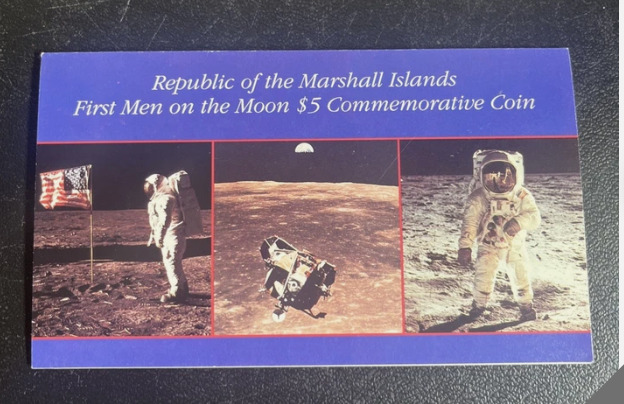 Republic of the Marshall Islands
First Men on the Moon $5 Commemorative Coin